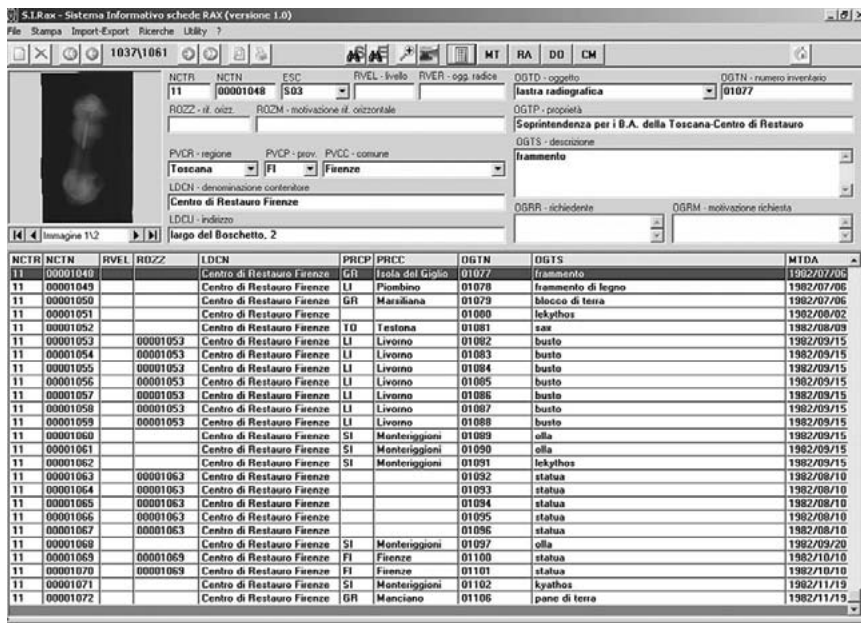 S.I.Rax - Sistema Informativo schede RAX (versione 1.0)
File Stampa Import-Export Ricerche Utility ?
1037\1061 MT RA DO CM
NCTR NCTN ESC RVEL - livello RVER - ogg. radice OGTD - oggetto OGTN - numero inventario
11 00001048 S03 lastra radiografica 01077
ROZZ - rif. orizz. ROZM - motivazione rif. orizzontale OGTP - proprietà
Soprintendenza per i B.A. della Toscana-Centro di Restauro
OGTS - descrizione
PVCR - regione PVCP - prov. PVCC - comune frammento
Toscana FI Firenze
LDCN - denominazione contenitore
Centro di Restauro Firenze
LDCU - indirizzo OGRR - richiedente OGRM - motivazione richiesta
Immagine 1\2 largo del Boschetto, 2
NCTR NCTN RVEL ROZZ LDCN PRCP PRCC OGTN OGTS MTDA
11 00001048 Centro di Restauro Firenze GR Isola del Giglio 01077 frammento 1982/07/06
11 00001049 Centro di Restauro Firenze LI Piombino 01078 frammento di legno 1982/07/06
11 00001050 Centro di Restauro Firenze GR Marsiliana 01079 blocco di terra 1982/07/06
11 00001051 Centro di Restauro Firenze 01080 lekythos 1982/08/02
11 00001052 Centro di Restauro Firenze TO Testona 01081 sax 1982/08/09
11 00001053 00001053 Centro di Restauro Firenze LI Livorno 01082 busto 1982/09/15
11 00001054 00001053 Centro di Restauro Firenze LI Livorno 01083 busto 1982/09/15
11 00001055 00001053 Centro di Restauro Firenze LI Livorno 01084 busto 1982/09/15
11 00001056 00001053 Centro di Restauro Firenze LI Livorno 01085 busto 1982/09/15
11 00001057 00001053 Centro di Restauro Firenze LI Livorno 01086 busto 1982/09/15
11 00001058 00001053 Centro di Restauro Firenze LI Livorno 01087 busto 1982/09/15
11 00001059 00001053 Centro di Restauro Firenze LI Livorno 01088 busto 1982/09/15
11 00001060 Centro di Restauro Firenze SI Monteriggioni 01089 olla 1982/09/15
11 00001061 Centro di Restauro Firenze SI Monteriggioni 01090 olla 1982/09/15
11 00001062 Centro di Restauro Firenze SI Monteriggioni 01091 lekythos 1982/09/15
11 00001063 00001063 Centro di Restauro Firenze 01092 statua 1982/08/10
11 00001064 00001063 Centro di Restauro Firenze 01093 statua 1982/08/10
11 00001065 00001063 Centro di Restauro Firenze 01094 statua 1982/08/10
11 00001066 00001063 Centro di Restauro Firenze 01095 statua 1982/08/10
11 00001067 00001063 Centro di Restauro Firenze 01096 statua 1982/08/10
11 00001068 Centro di Restauro Firenze SI Monteriggioni 01097 olla 1982/09/20
11 00001069 00001069 Centro di Restauro Firenze FI Firenze 01100 statua 1982/10/10
11 00001070 00001069 Centro di Restauro Firenze FI Firenze 01101 statua 1982/10/10
11 00001071 Centro di Restauro Firenze SI Monteriggioni 01102 kyathos 1982/11/19
11 00001072 Centro di Restauro Firenze GR Manciano 01106 pane di terra 1982/11/19